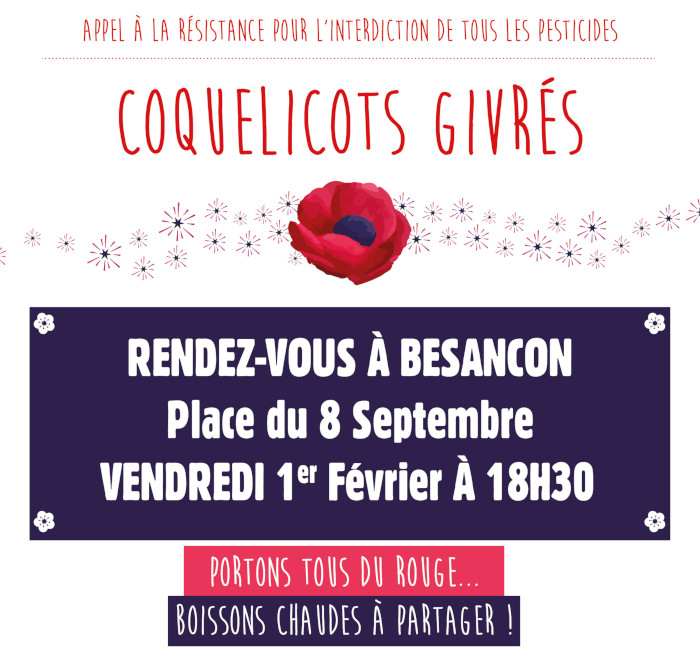 APPEL À LA RÉSISTANCE POUR L'INTERDICTION DE TOUS LES PESTICIDES
COQUELICOTS GIVRÉS
RENDEZ-VOUS À BESANCON
Place du 8 Septembre
VENDREDI 1er Février À 18H30
PORTONS TOUS DU ROUGE...
BOISSONS CHAUDES À PARTAGER !